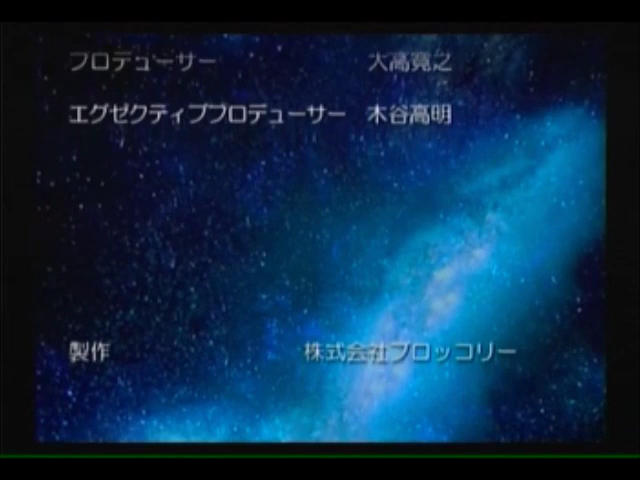 プロデューサー 大高寛之
エグゼクティブプロデューサー 木谷高明
製作 株式会社ブロッコリー